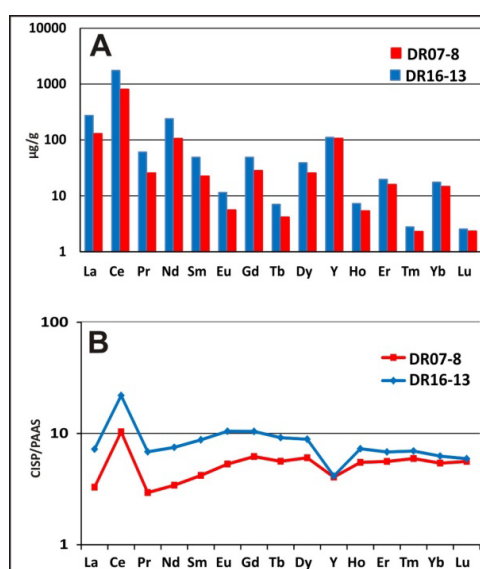 A
DR07-8
DR16-13
10000
1000
100
10
1
µg/g
La Ce Pr Nd Sm Eu Gd Tb Dy Y Ho Er Tm Yb Lu
B
DR07-8
DR16-13
100
10
1
CISP/PAAS
La Ce Pr Nd Sm Eu Gd Tb Dy Y Ho Er Tm Yb Lu